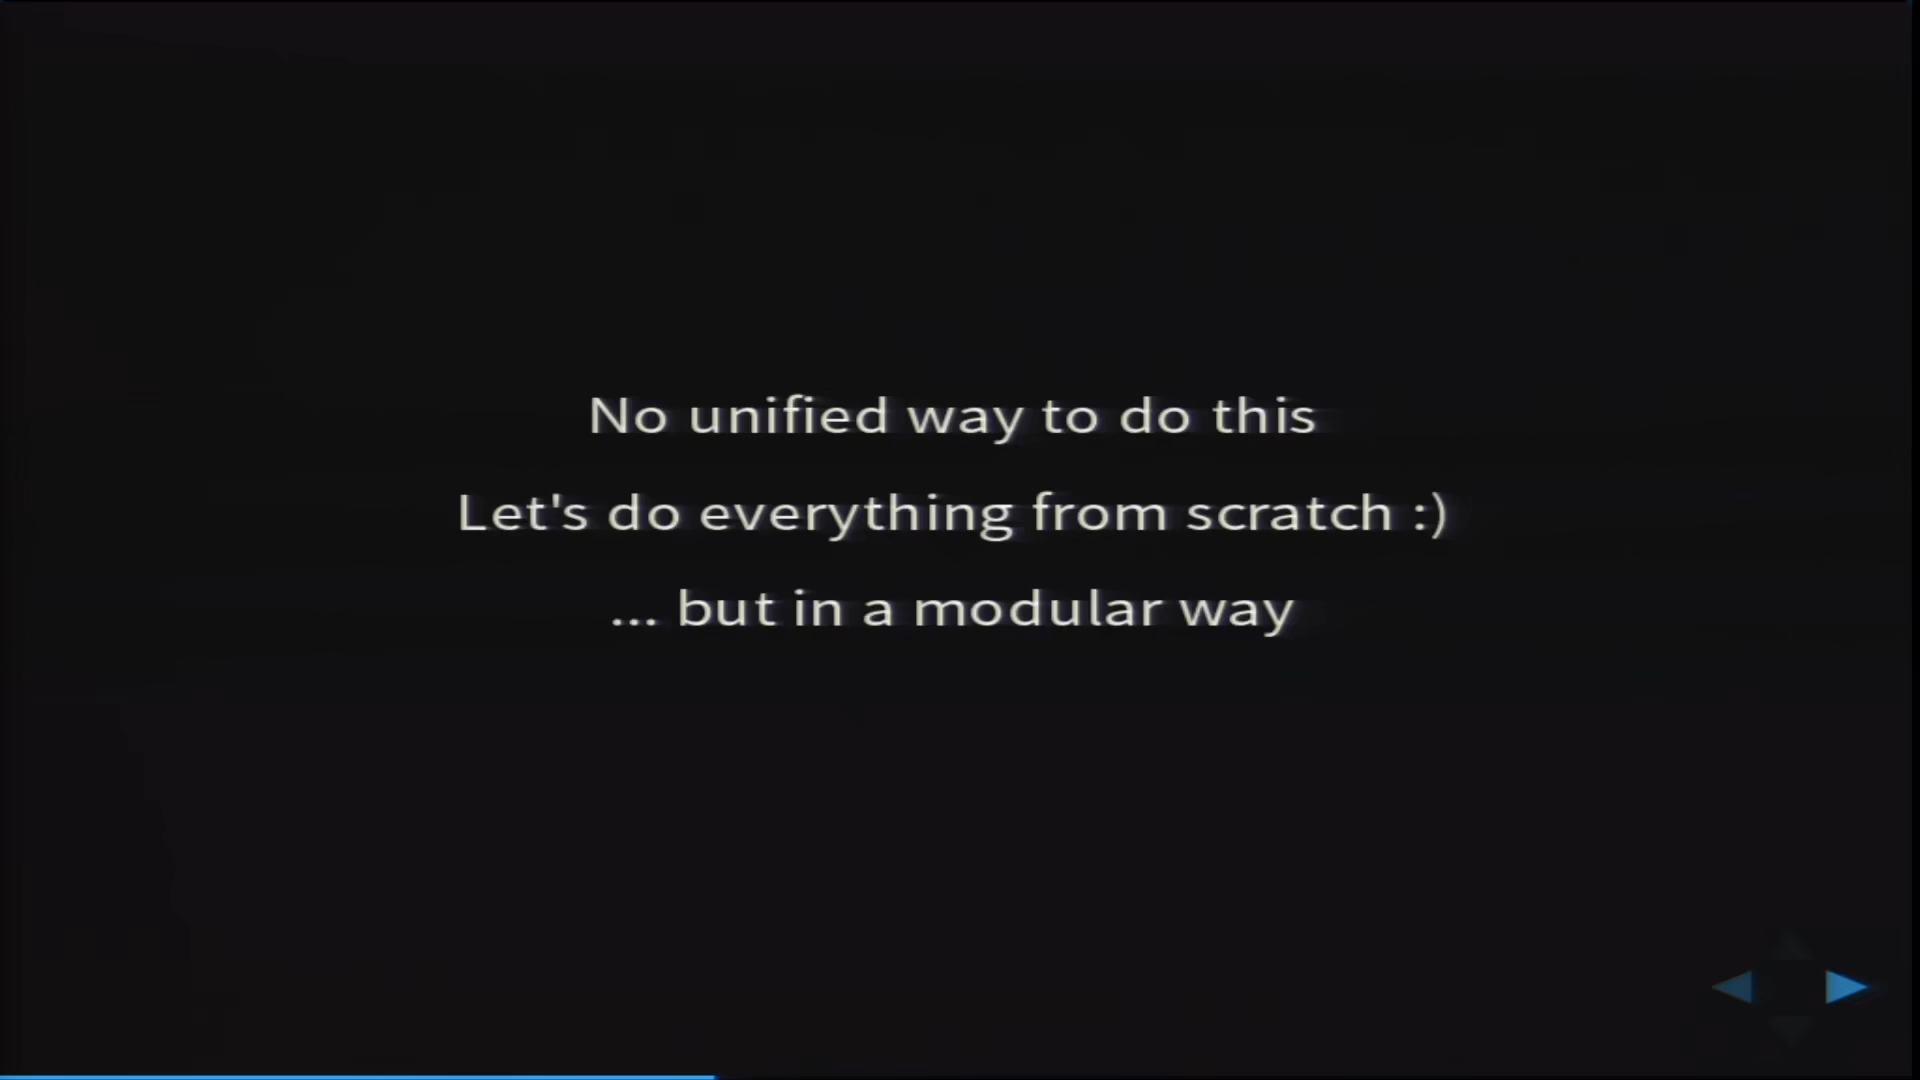 No unified way to do this
Let's do everything from scratch :)
... but in a modular way